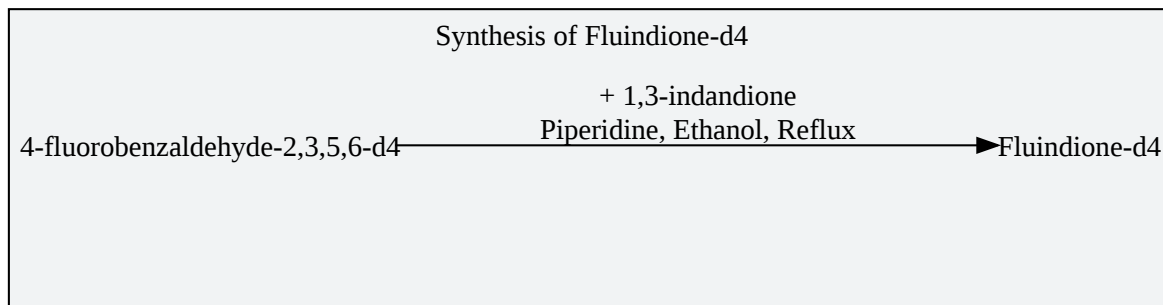 Synthesis of Fluindione-d4
+ 1,3-indandione
Piperidine, Ethanol, Reflux
4-fluorobenzaldehyde-2,3,5,6-d4
Fluindione-d4